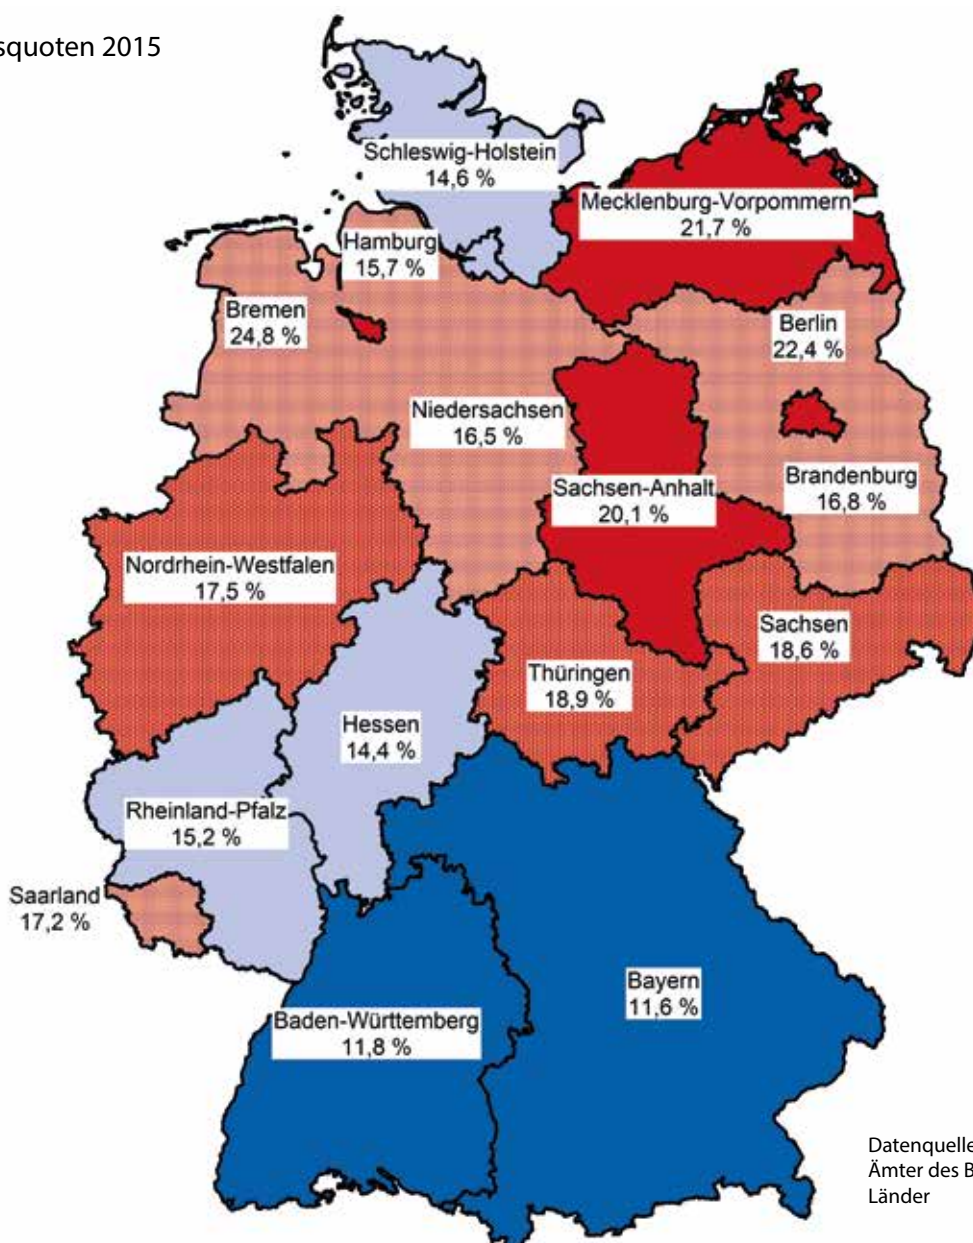 squoten 2015
Schleswig-Holstein
14,6 %
Mecklenburg-Vorpommern
21,7 %
Hamburg
15,7 %
Bremen
24,8 %
Berlin
22,4 %
Niedersachsen
16,5 %
Sachsen-Anhalt
20,1 %
Brandenburg
16,8 %
Nordrhein-Westfalen
17,5 %
Sachsen
18,6 %
Thüringen
18,9 %
Hessen
14,4 %
Rheinland-Pfalz
15,2 %
Saarland
17,2 %
Bayern
11,6 %
Baden-Württemberg
11,8 %
Datenquelle
Ämter des B
Länder